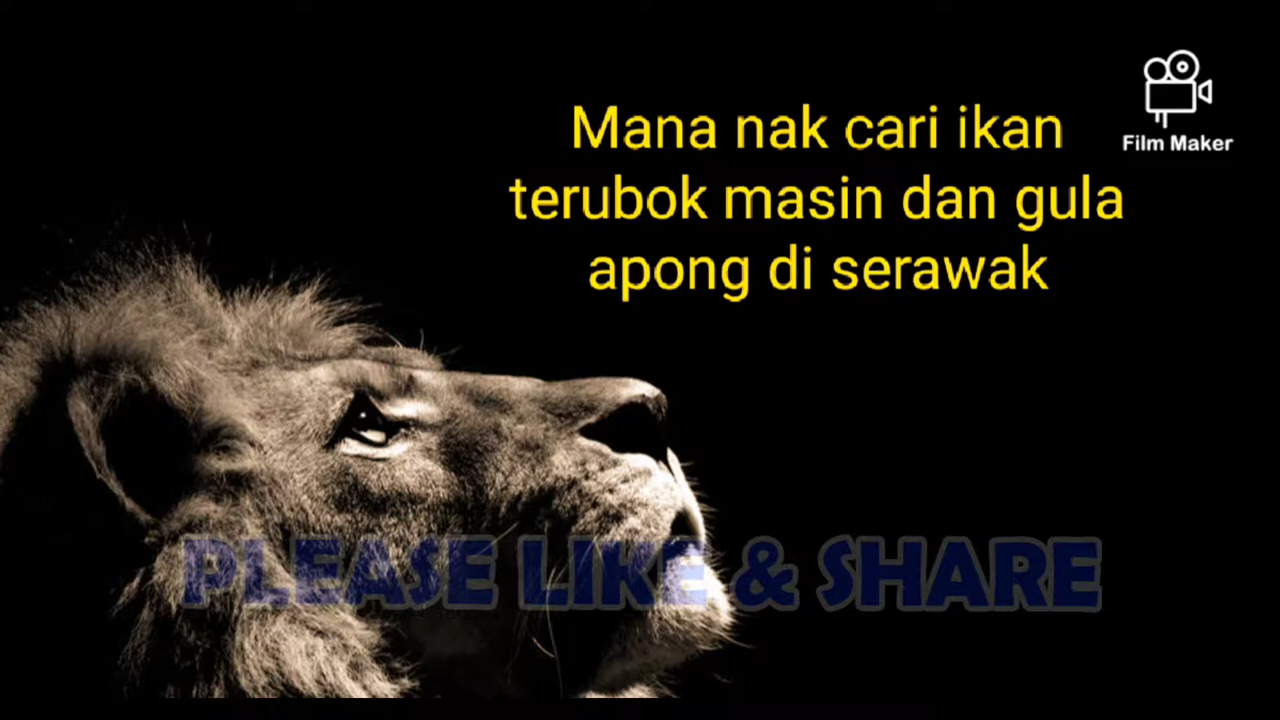 Mana nak cari ikan
terubok masin dan gula
apong di serawak
Film Maker
PLEASE LIKE & SHARE